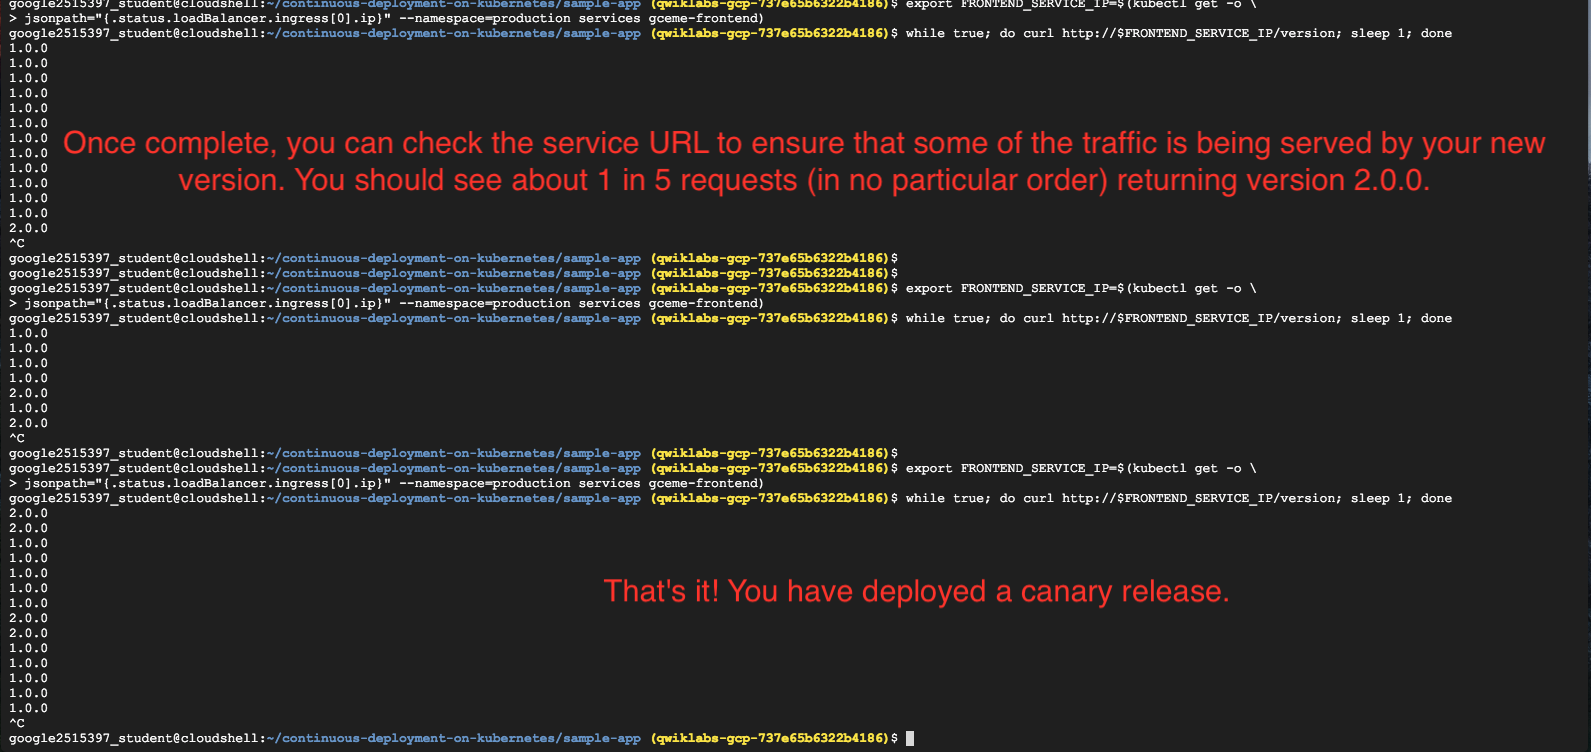 google2515397_student@cloudshell:~/continuous-deployment-on-kubernetes/sample-app (qwiklabs-gcp-737e65b6322b4186)$ export FRONTEND_SERVICE_IP=$(kubectl get -o \
> jsonpath="{.status.loadBalancer.ingress[0].ip}" --namespace=production services gceme-frontend)
google2515397_student@cloudshell:~/continuous-deployment-on-kubernetes/sample-app (qwiklabs-gcp-737e65b6322b4186)$ while true; do curl http://$FRONTEND_SERVICE_IP/version; sleep 1; done
1.0.0
1.0.0
1.0.0
1.0.0
1.0.0
1.0.0
1.0.0
Once complete, you can check the service URL to ensure that some of the traffic is being served by your new
1.0.0
1.0.0
version. You should see about 1 in 5 requests (in no particular order) returning version 2.0.0.
1.0.0
1.0.0
1.0.0
2.0.0
^C
google2515397_student@cloudshell:~/continuous-deployment-on-kubernetes/sample-app (qwiklabs-gcp-737e65b6322b4186)$
google2515397_student@cloudshell:~/continuous-deployment-on-kubernetes/sample-app (qwiklabs-gcp-737e65b6322b4186)$
google2515397_student@cloudshell:~/continuous-deployment-on-kubernetes/sample-app (qwiklabs-gcp-737e65b6322b4186)$ export FRONTEND_SERVICE_IP=$(kubectl get -o \
> jsonpath="{.status.loadBalancer.ingress[0].ip}" --namespace=production services gceme-frontend)
google2515397_student@cloudshell:~/continuous-deployment-on-kubernetes/sample-app (qwiklabs-gcp-737e65b6322b4186)$ while true; do curl http://$FRONTEND_SERVICE_IP/version; sleep 1; done
1.0.0
1.0.0
1.0.0
1.0.0
2.0.0
1.0.0
2.0.0
^C
google2515397_student@cloudshell:~/continuous-deployment-on-kubernetes/sample-app (qwiklabs-gcp-737e65b6322b4186)$
google2515397_student@cloudshell:~/continuous-deployment-on-kubernetes/sample-app (qwiklabs-gcp-737e65b6322b4186)$ export FRONTEND_SERVICE_IP=$(kubectl get -o \
> jsonpath="{.status.loadBalancer.ingress[0].ip}" --namespace=production services gceme-frontend)
google2515397_student@cloudshell:~/continuous-deployment-on-kubernetes/sample-app (qwiklabs-gcp-737e65b6322b4186)$ while true; do curl http://$FRONTEND_SERVICE_IP/version; sleep 1; done
2.0.0
2.0.0
1.0.0
1.0.0
1.0.0
1.0.0
That's it! You have deployed a canary release.
1.0.0
2.0.0
2.0.0
1.0.0
1.0.0
1.0.0
1.0.0
1.0.0
^C
google2515397_student@cloudshell:~/continuous-deployment-on-kubernetes/sample-app (qwiklabs-gcp-737e65b6322b4186)$